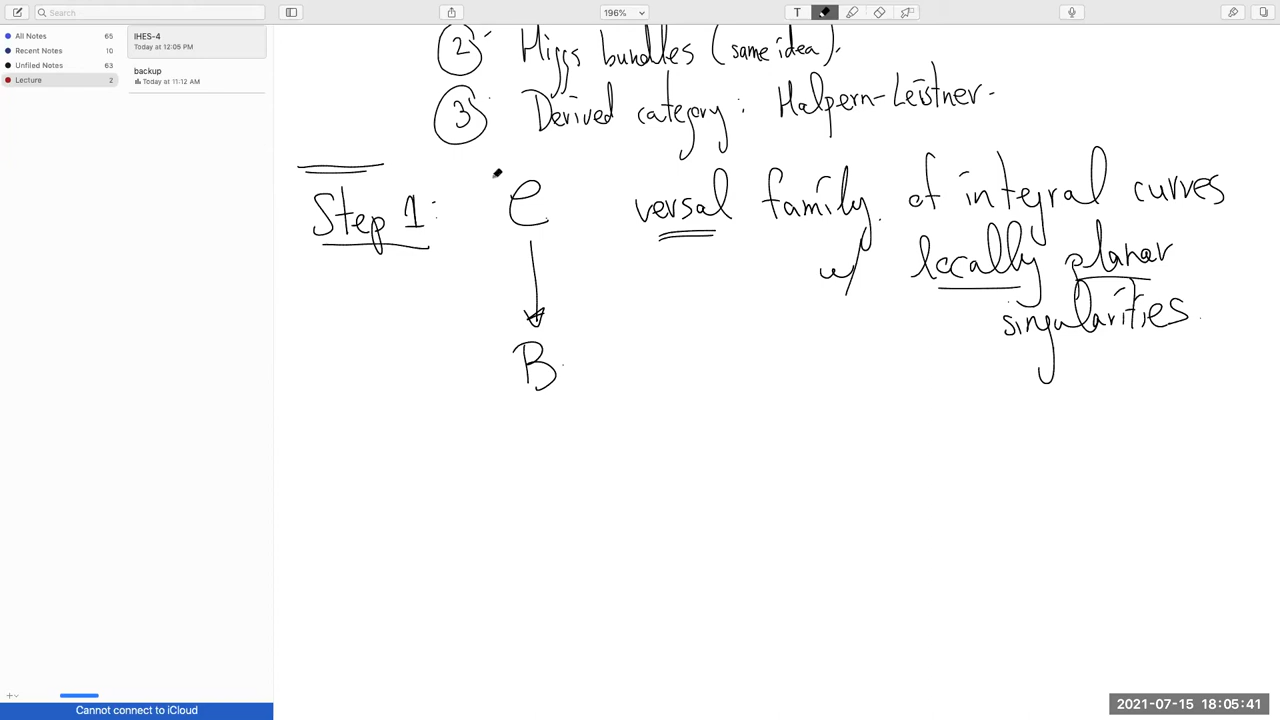 Search
196%
T
All Notes 65
Recent Notes 10
Unfiled Notes 63
Lecture 2
IHES-4
Today at 12:05 PM
backup
Today at 11:12 AM
② Higgs bundles (same idea).
③ Derived category: Halpern-Leistner.
Step 1: C versal family of integral curves
w/ locally planar
singularities.
B.
Cannot connect to iCloud
2021-07-15 18:05:41